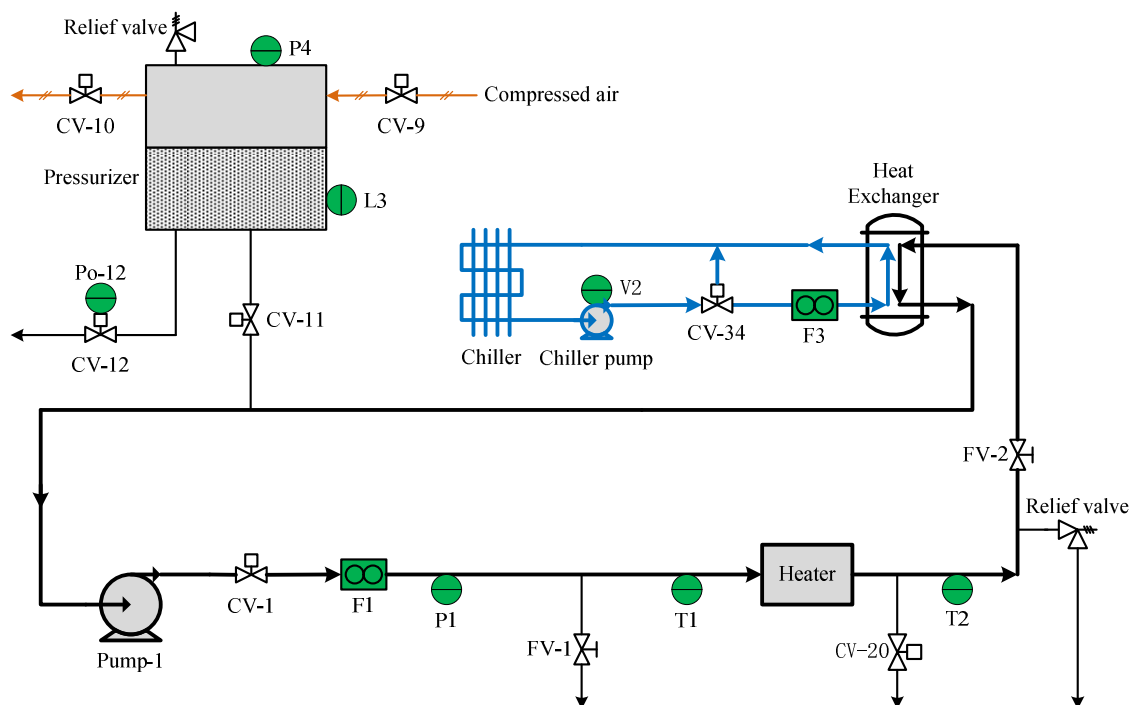 Relief valve
P4
CV-10
CV-9
Compressed air
Pressurizer
L3
Heat
Exchanger
Po-12
V2
CV-11
CV-34
F3
CV-12
Chiller
Chiller pump
FV-2
Relief valve
Heater
CV-1
F1
P1
T1
T2
FV-1
CV-20
Pump-1